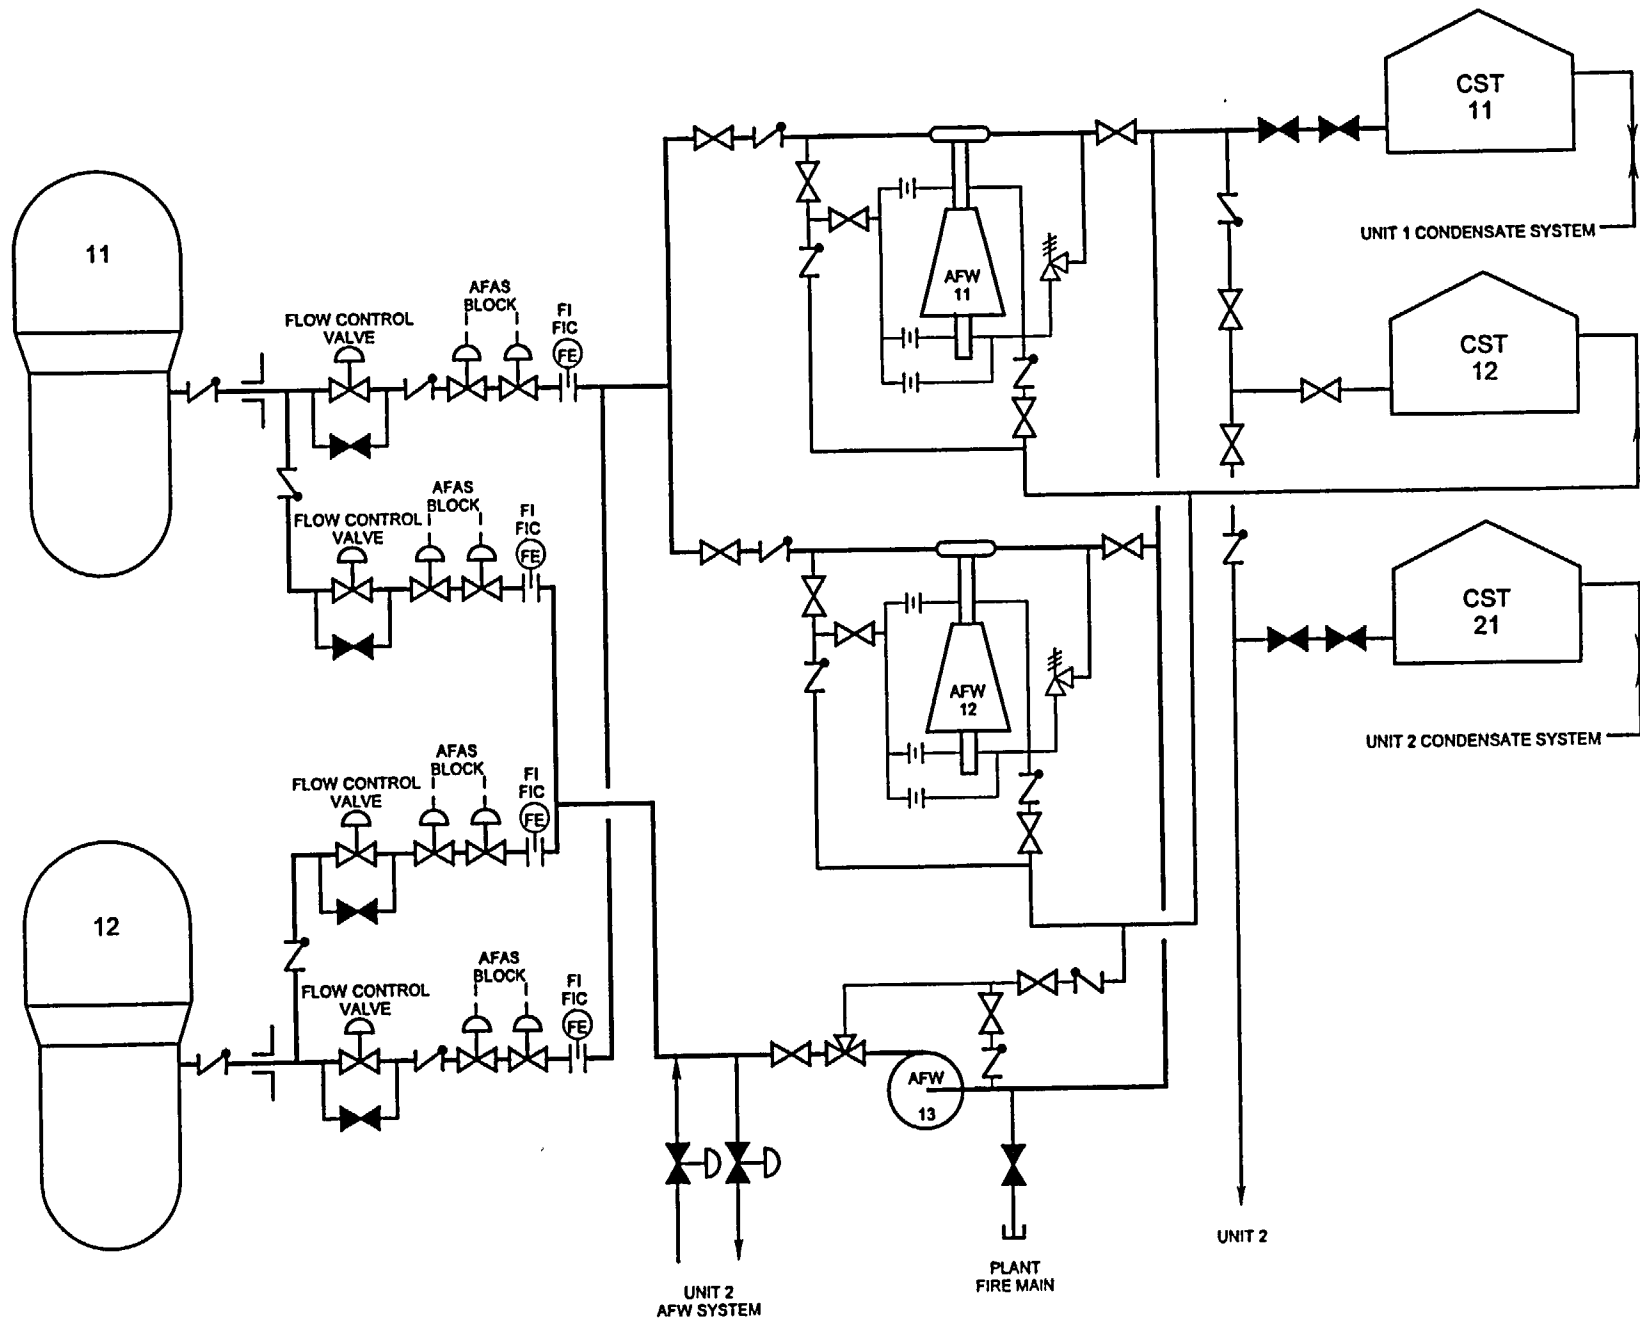 CST
11
UNIT 1 CONDENSATE SYSTEM
11
AFAS
BLOCK
FI
FIC
FE
FLOW CONTROL
VALVE
AFW
11
CST
12
AFAS
BLOCK
FI
FIC
FE
FLOW CONTROL
VALVE
CST
21
AFW
12
UNIT 2 CONDENSATE SYSTEM
AFAS
BLOCK
FI
FIC
FE
FLOW CONTROL
VALVE
12
AFAS
BLOCK
FI
FIC
FE
FLOW CONTROL
VALVE
AFW
13
UNIT 2
PLANT
FIRE MAIN
UNIT 2
AFW SYSTEM